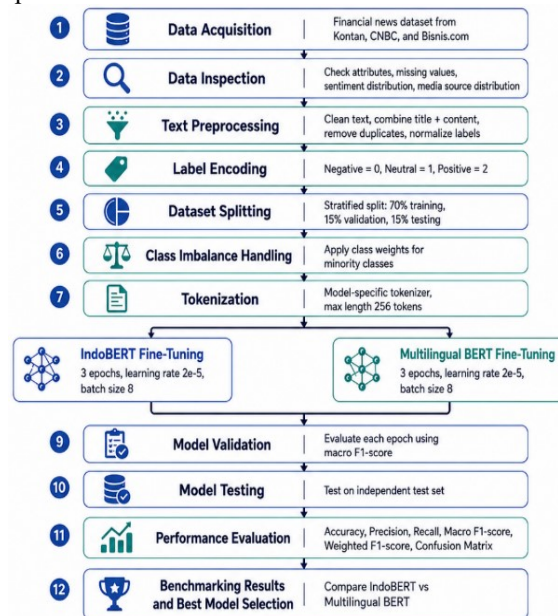 1 Data Acquisition Financial news dataset from
Kontan, CNBC, and Bisnis.com
2 Data Inspection Check attributes, missing values,
sentiment distribution, media source distribution
3 Text Preprocessing Clean text, combine title + content,
remove duplicates, normalize labels
4 Label Encoding Negative = 0, Neutral = 1, Positive = 2
5 Dataset Splitting Stratified split: 70% training,
15% validation, 15% testing
6 Class Imbalance Handling Apply class weights for
minority classes
7 Tokenization Model-specific tokenizer,
max length 256 tokens
IndoBERT Fine-Tuning
3 epochs, learning rate 2e-5,
batch size 8
Multilingual BERT Fine-Tuning
3 epochs, learning rate 2e-5,
batch size 8
9 Model Validation Evaluate each epoch using
macro F1-score
10 Model Testing Test on independent test set
11 Performance Evaluation Accuracy, Precision, Recall, Macro F1-score,
Weighted F1-score, Confusion Matrix
12 Benchmarking Results
and Best Model Selection
Compare IndoBERT vs
Multilingual BERT